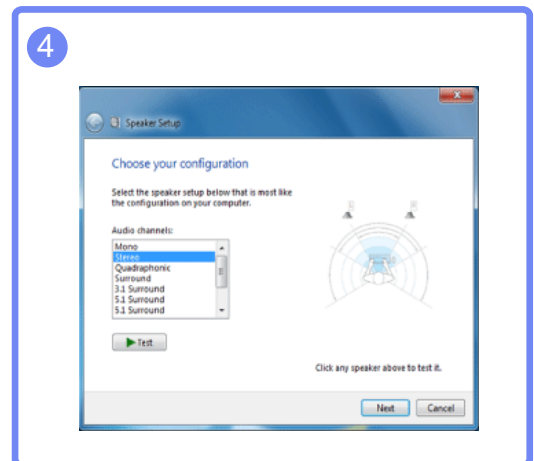 4
Speaker Setup
Choose your configuration
Select the speaker setup below that is most like
the configuration on your computer.
Audio channels:
Mono
Stereo
Quadraphonic
Surround
3.1 Surround
5.1 Surround
5.1 Surround
Test
Click any speaker above to test it.
Next
Cancel